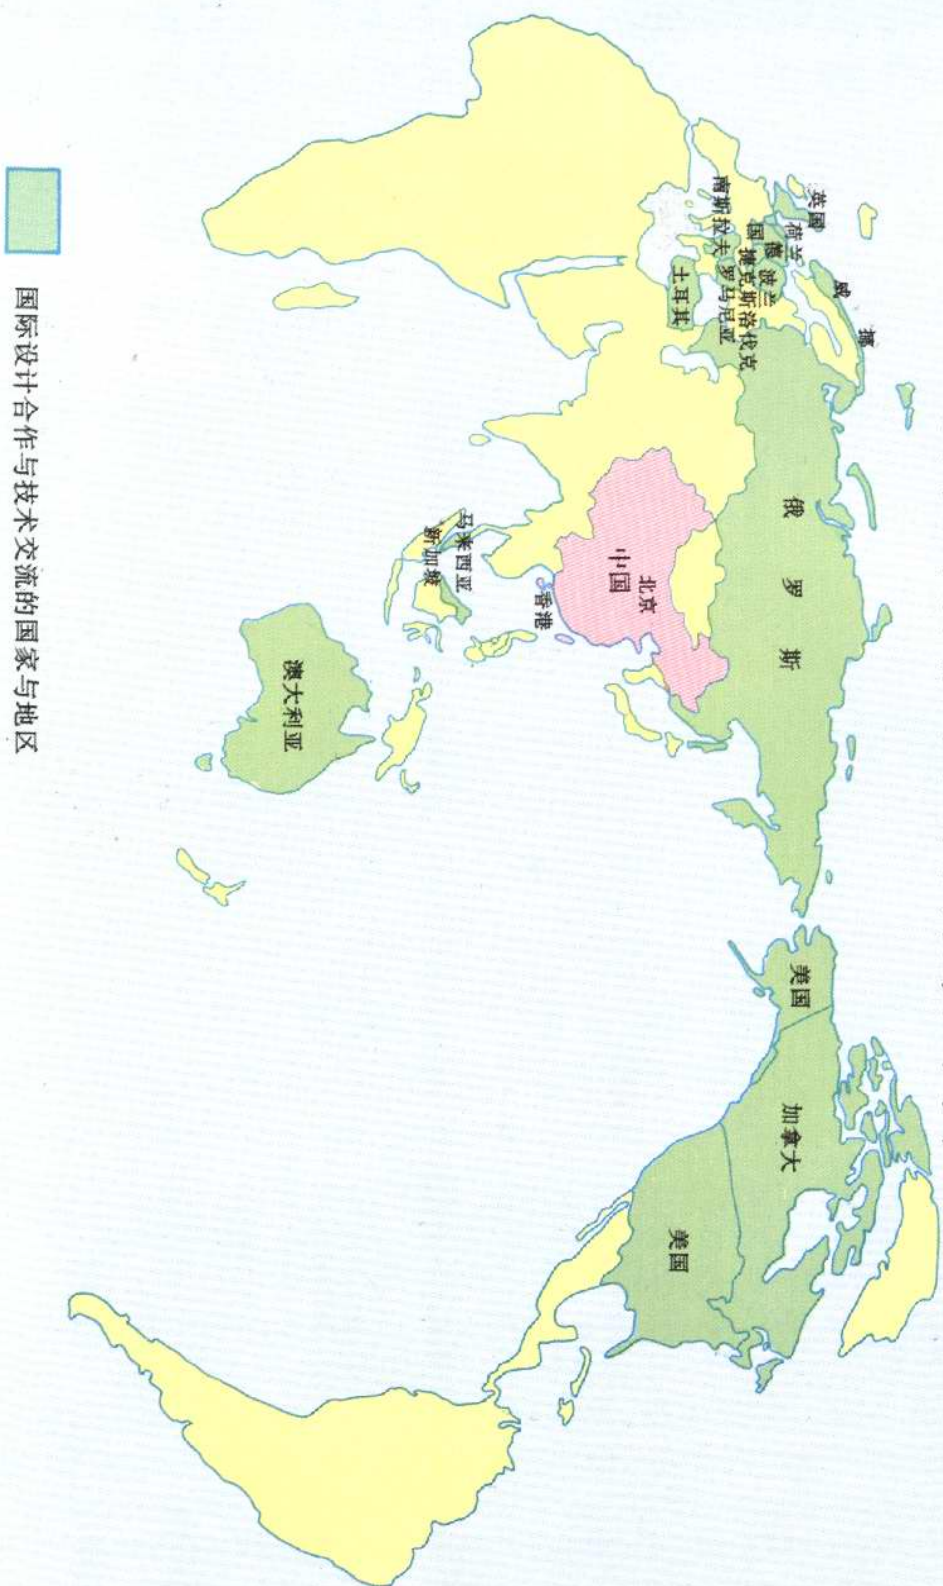 英国
荷兰
挪威
德国
波兰
捷克斯洛伐克
罗马尼亚
南斯拉夫
土耳其
俄罗斯
中国
北京
香港
马来西亚
新加坡
澳大利亚
美国
加拿大
美国
国际设计合作与技术交流的国家与地区